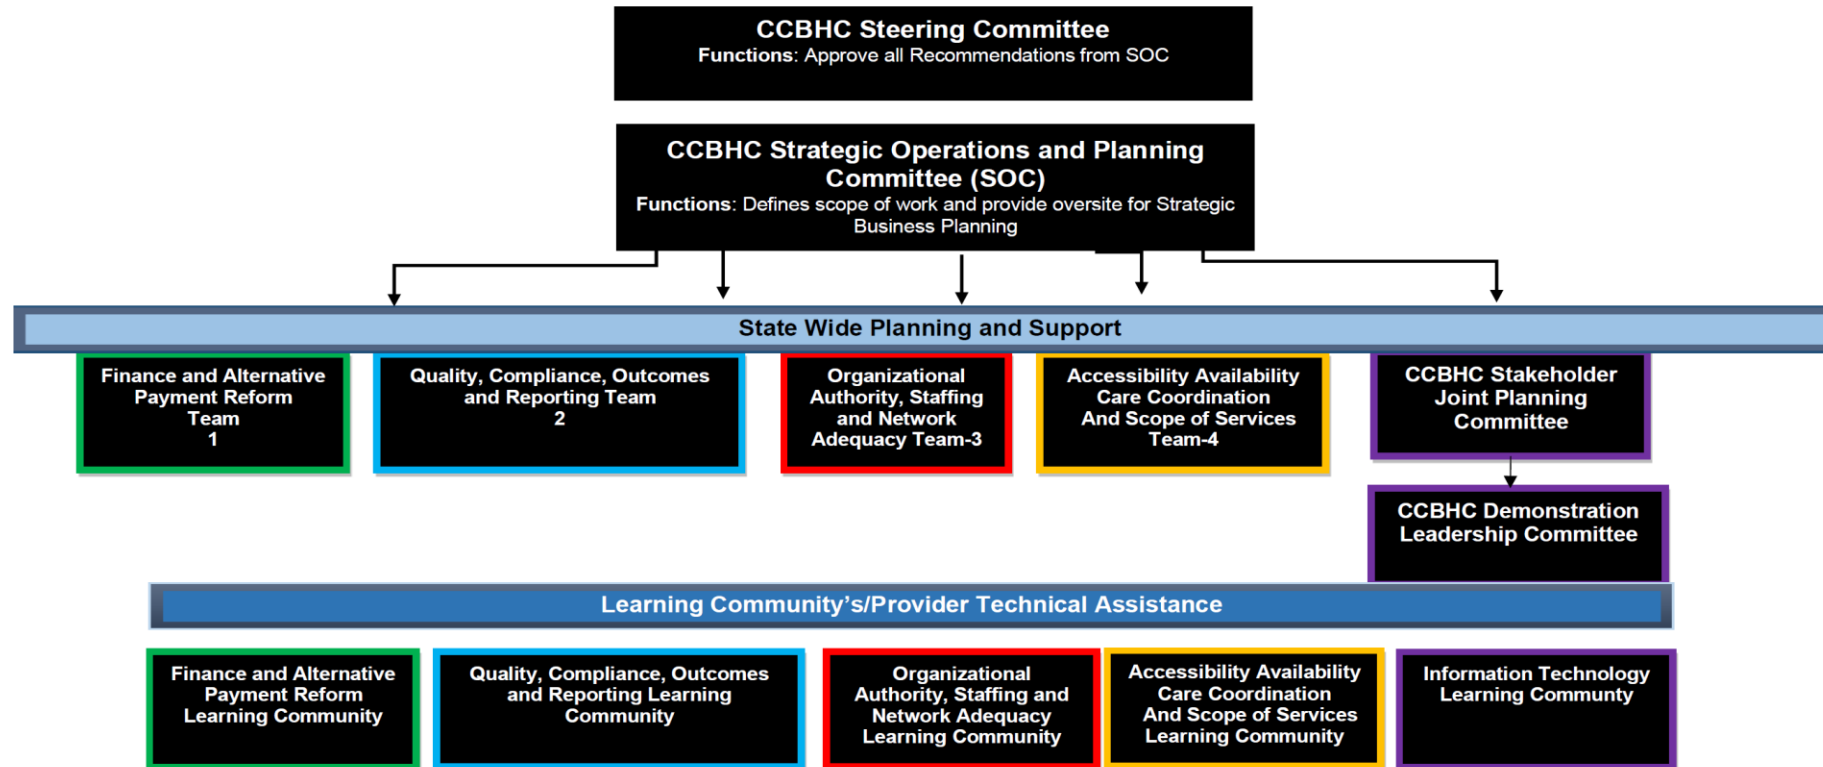 CCBHC Steering Committee
Functions: Approve all Recommendations from SOC
CCBHC Strategic Operations and Planning
Committee (SOC)
Functions: Defines scope of work and provide oversite for Strategic
Business Planning
State Wide Planning and Support
Finance and Alternative
Payment Reform
Team
1
Quality, Compliance, Outcomes
and Reporting Team
2
Organizational
Authority, Staffing
and Network
Adequacy Team-3
Accessibility Availability
Care Coordination
And Scope of Services
Team-4
CCBHC Stakeholder
Joint Planning
Committee
CCBHC Demonstration
Leadership Committee
Learning Community’s/Provider Technical Assistance
Finance and Alternative
Payment Reform
Learning Community
Quality, Compliance, Outcomes
and Reporting Learning
Community
Organizational
Authority, Staffing and
Network Adequacy
Learning Community
Accessibility Availability
Care Coordination
And Scope of Services
Learning Community
Information Technology
Learning Communty